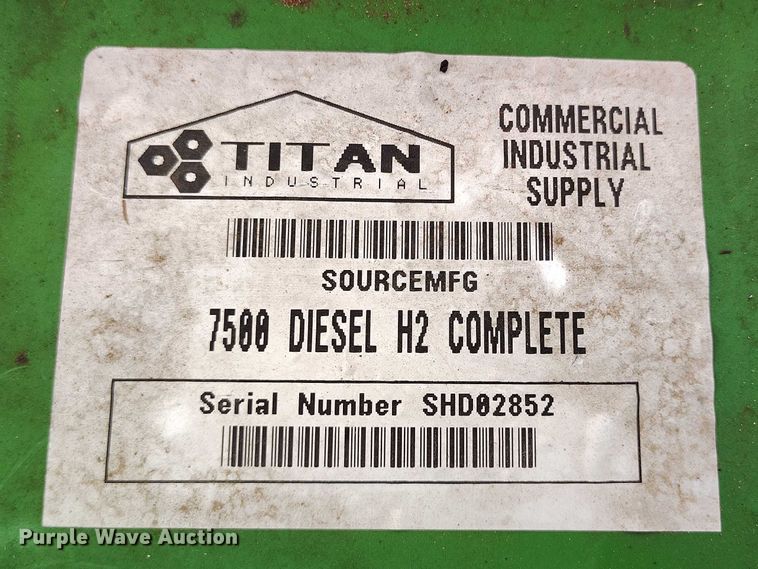 TITAN
INDUSTRIAL
COMMERCIAL
INDUSTRIAL
SUPPLY
SOURCEMFG
7500 DIESEL H2 COMPLETE
Serial Number SHD02852
Purple Wave Auction®